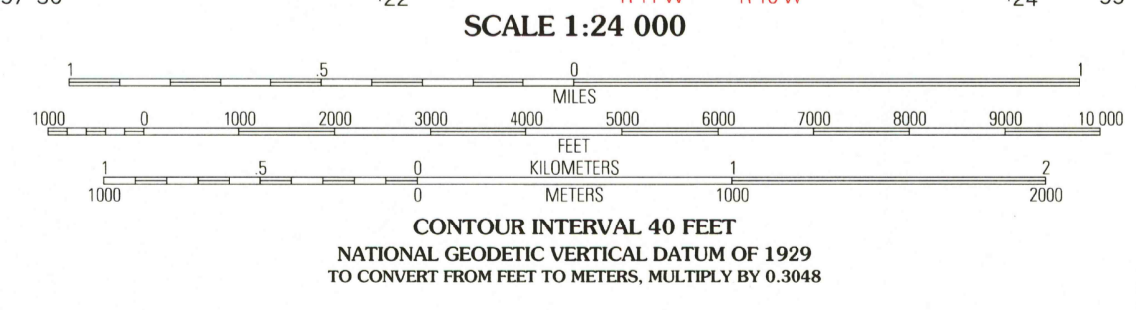 SCALE 1:24 000
1 .5 0 1
MILES
1000 0 1000 2000 3000 4000 5000 6000 7000 8000 9000 10 000
FEET
1 .5 0 KILOMETERS 1 2
1000 0 METERS 1000 2000
CONTOUR INTERVAL 40 FEET
NATIONAL GEODETIC VERTICAL DATUM OF 1929
TO CONVERT FROM FEET TO METERS, MULTIPLY BY 0.3048